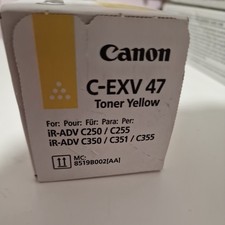 Canon
C-EXV 47
Toner Yellow
For: Pour: Für: Para: Per:
iR-ADV C250 / C255
iR-ADV C350 / C351 / C355
MC:
8519B002[AA]